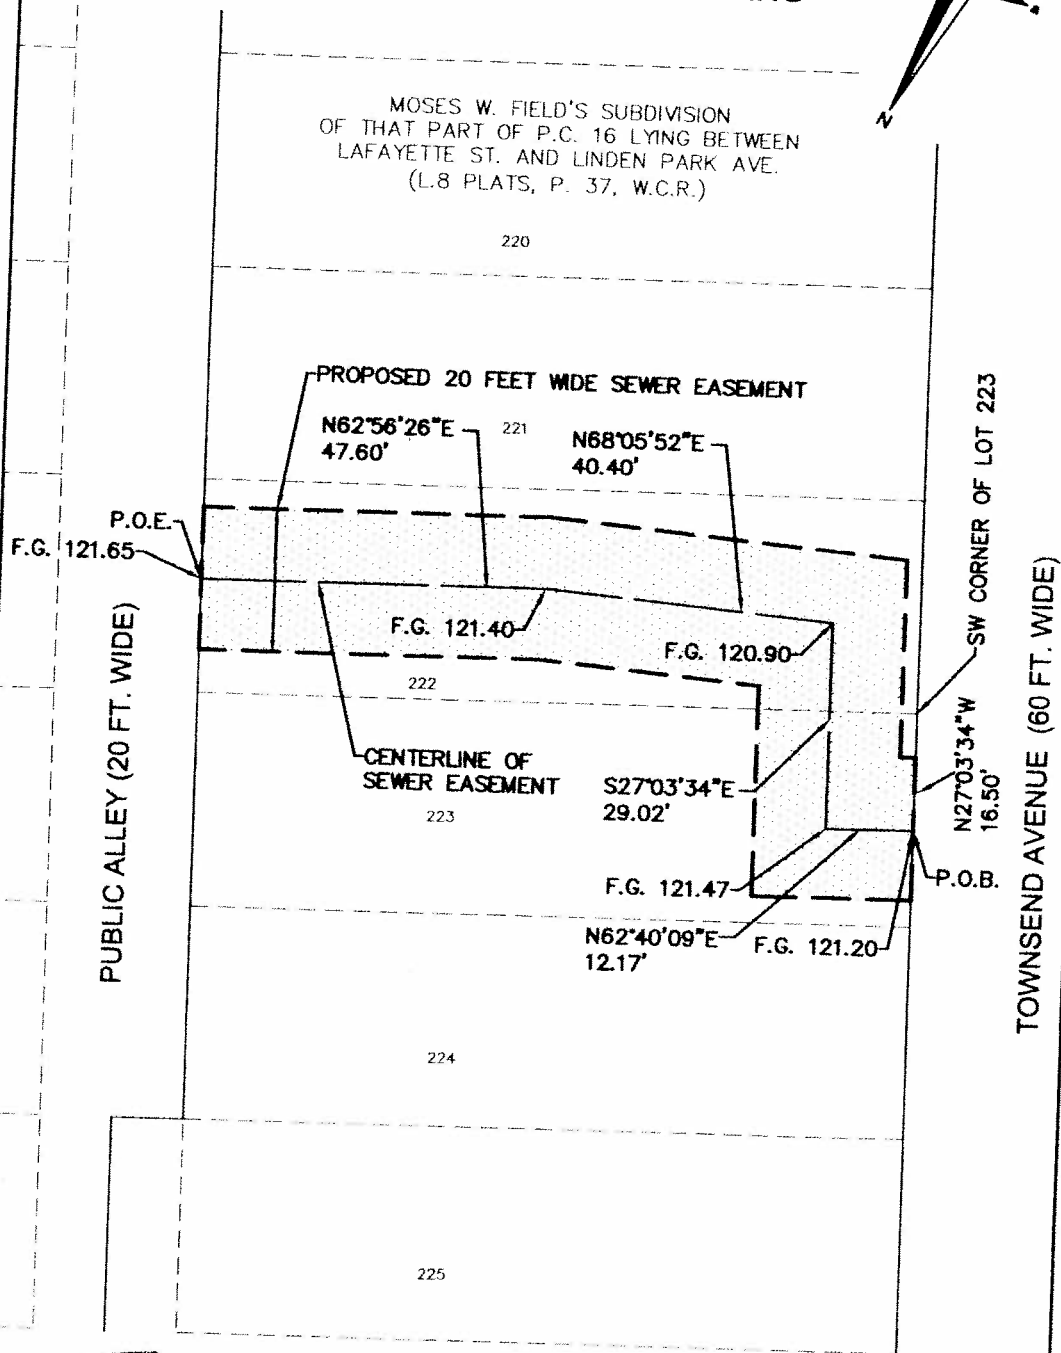 N
MOSES W. FIELD'S SUBDIVISION
OF THAT PART OF P.C. 16 LYING BETWEEN
LAFAYETTE ST. AND LINDEN PARK AVE.
(L.8 PLATS, P. 37, W.C.R.)
220
PROPOSED 20 FEET WIDE SEWER EASEMENT
N62°56'26"E
47.60'
221
N68°05'52"E
40.40'
SW CORNER OF LOT 223
P.O.E.
F.G. 121.65
F.G. 121.40
F.G. 120.90
222
CENTERLINE OF
SEWER EASEMENT
S27°03'34"E
29.02'
N27°03'34"W
16.50'
223
F.G. 121.47
P.O.B.
N62°40'09"E
12.17'
F.G. 121.20
PUBLIC ALLEY (20 FT. WIDE)
TOWNSEND AVENUE (60 FT. WIDE)
224
225